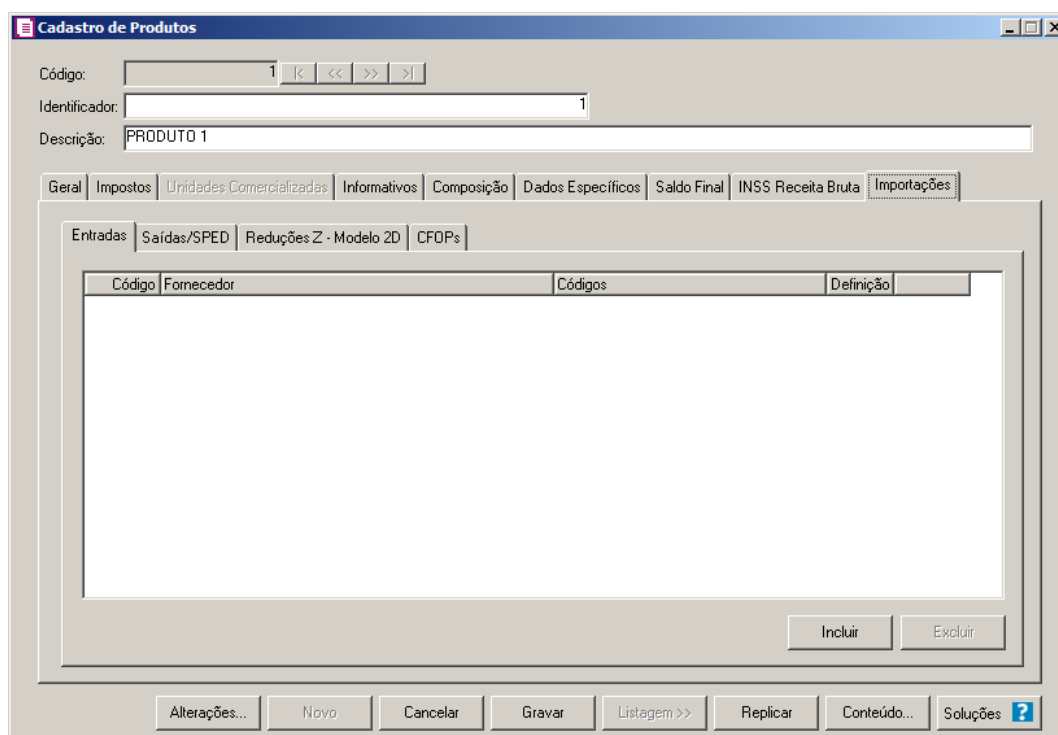 Cadastro de Produtos
Código: 1 |< << >> >|
Identificador: 1
Descrição: PRODUTO 1
Geral Impostos Unidades Comercializadas Informativos Composição Dados Específicos Saldo Final INSS Receita Bruta Importações
Entradas Saídas/SPED Reduções Z - Modelo 2D CFOPs
Código Fornecedor Códigos Definição
Incluir Excluir
Alterações... Novo Cancelar Gravar Listagem >> Replicar Conteúdo... Soluções ?